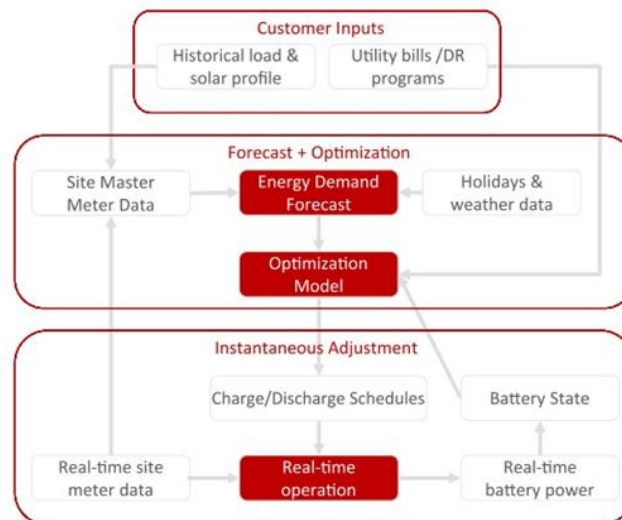 Customer Inputs
Historical load &
solar profile
Utility bills /DR
programs
Forecast + Optimization
Site Master
Meter Data
Energy Demand
Forecast
Holidays &
weather data
Optimization
Model
Instantaneous Adjustment
Charge/Discharge Schedules
Battery State
Real-time site
meter data
Real-time
operation
Real-time
battery power